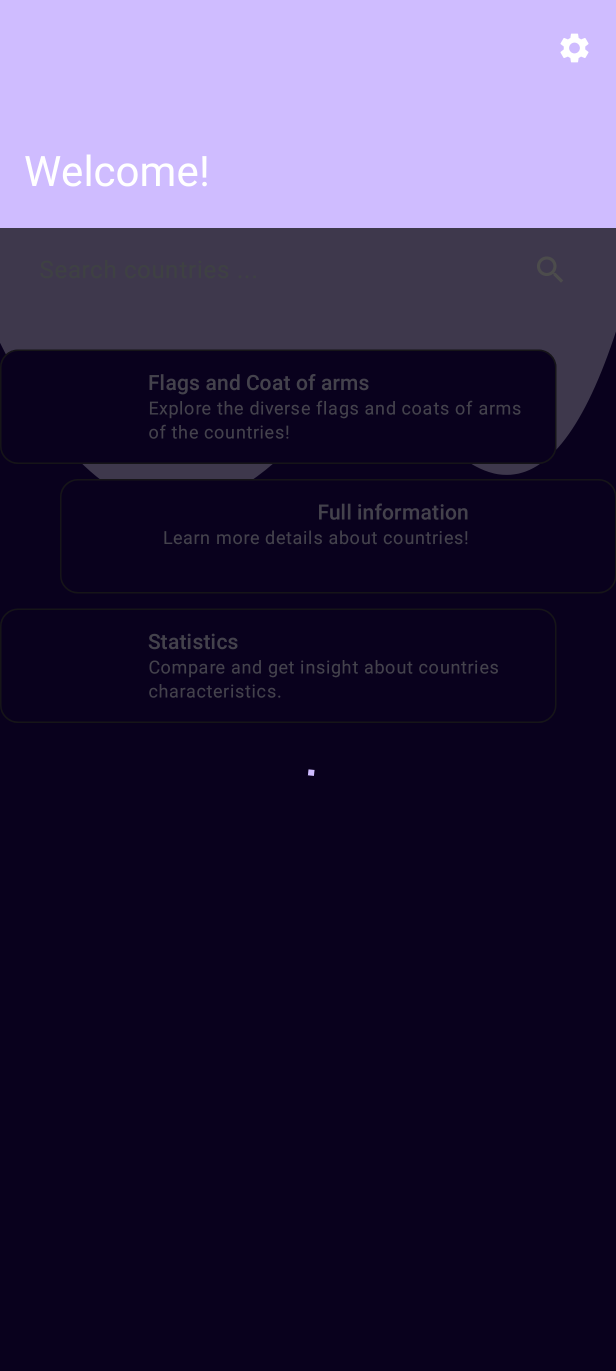 Welcome!
Search countries ...
Flags and Coat of arms
Explore the diverse flags and coats of arms
of the countries!
Full information
Learn more details about countries!
Statistics
Compare and get insight about countries
characteristics.